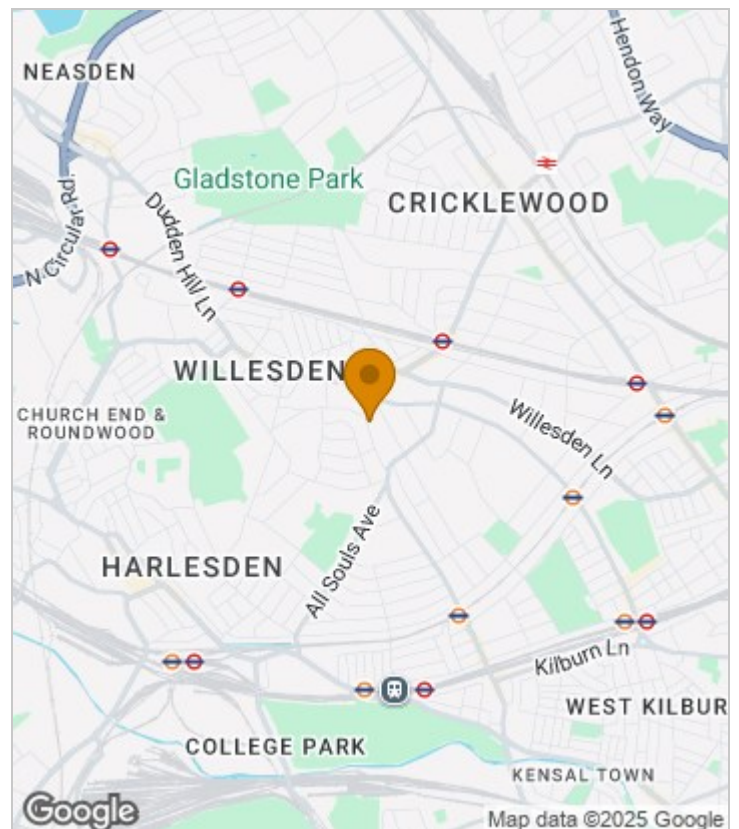 Hendon Way
NEASDEN
Gladstone Park
CRICKLEWOOD
N Circular Rd
Dudden Hill Ln
WILLESDEN
CHURCH END &
ROUNDWOOD
Willesden Ln
All Souls Ave
HARLESDEN
Kilburn Ln
WEST KILBUR
COLLEGE PARK
KENSAL TOWN
Google
Map data ©2025 Google